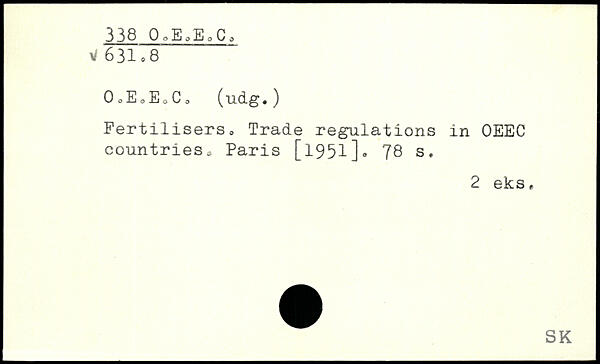 338 O.E.E.C.
√ 631.8
O.E.E.C. (udg.)
Fertilisers. Trade regulations in OEEC
countries. Paris [1951]. 78 s.
2 eks.
SK